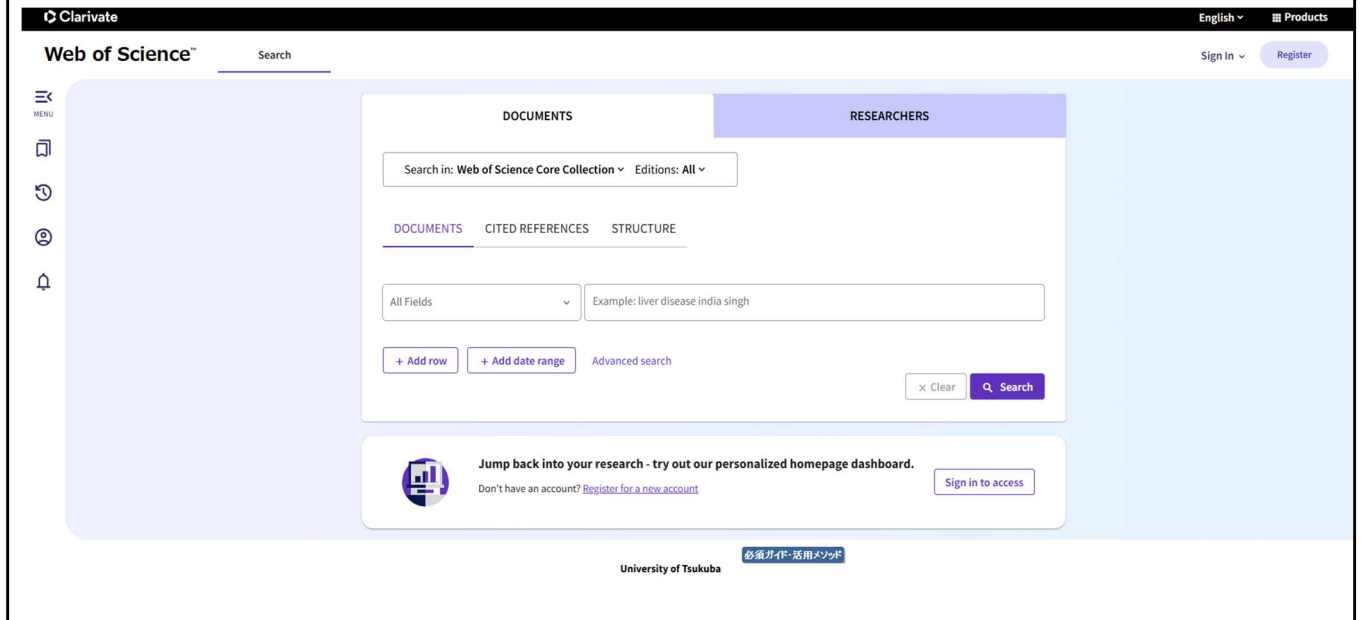 Clarivate
English
Products
Web of Science™
Search
Sign In
Register
MENU
DOCUMENTS
RESEARCHERS
Search in: Web of Science Core Collection Editions: All
DOCUMENTS CITED REFERENCES STRUCTURE
All Fields
Example: liver disease india singh
+ Add row
+ Add date range
Advanced search
× Clear
Search
Jump back into your research - try out our personalized homepage dashboard.
Don't have an account? Register for a new account
Sign in to access
必須ガイド・活用メソッド
University of Tsukuba